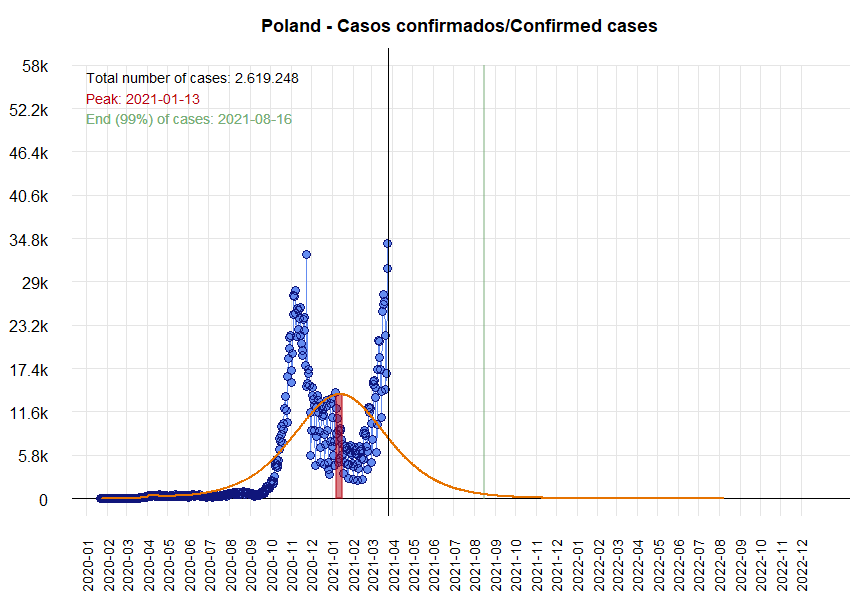 Poland - Casos confirmados/Confirmed cases
58k
Total number of cases: 2.619.248
Peak: 2021-01-13
End (99%) of cases: 2021-08-16
52.2k
46.4k
40.6k
34.8k
29k
23.2k
17.4k
11.6k
5.8k
0
2020-01
2020-02
2020-03
2020-04
2020-05
2020-06
2020-07
2020-08
2020-09
2020-10
2020-11
2020-12
2021-01
2021-02
2021-03
2021-04
2021-05
2021-06
2021-07
2021-08
2021-09
2021-10
2021-11
2021-12
2022-01
2022-02
2022-03
2022-04
2022-05
2022-06
2022-07
2022-08
2022-09
2022-10
2022-11
2022-12